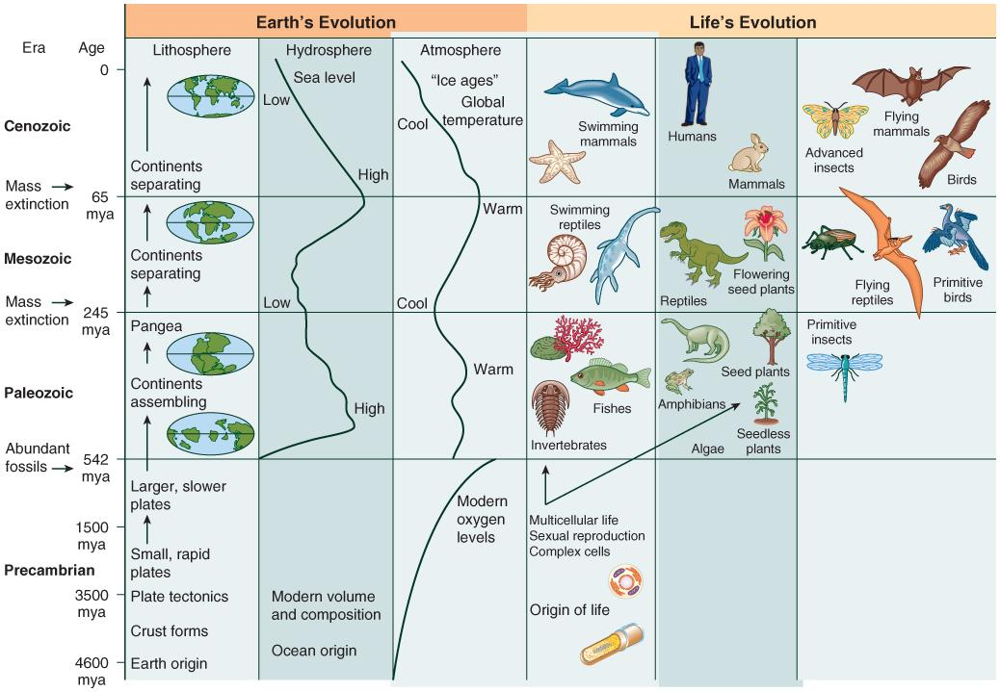 Earth's Evolution
Life's Evolution
Era
Age
Lithosphere
Hydrosphere
Atmosphere
0
Cenozoic
Mass
extinction
65
mya
Mesozoic
Mass
extinction
245
mya
Paleozoic
Abundant
fossils
542
mya
1500
mya
Precambrian
3500
mya
4600
mya
Continents
separating
Continents
separating
Pangea
Continents
assembling
Larger, slower
plates
Small, rapid
plates
Plate tectonics
Crust forms
Earth origin
Sea level
Low
High
Low
High
Modern volume
and composition
Ocean origin
"Ice ages"
Global
temperature
Cool
Warm
Cool
Warm
Modern
oxygen
levels
Swimming
mammals
Swimming
reptiles
Fishes
Invertebrates
Multicellular life
Sexual reproduction
Complex cells
Origin of life
Humans
Mammals
Flowering
seed plants
Reptiles
Seed plants
Amphibians
Algae
Seedless
plants
Flying
mammals
Advanced
insects
Birds
Flying
reptiles
Primitive
birds
Primitive
insects